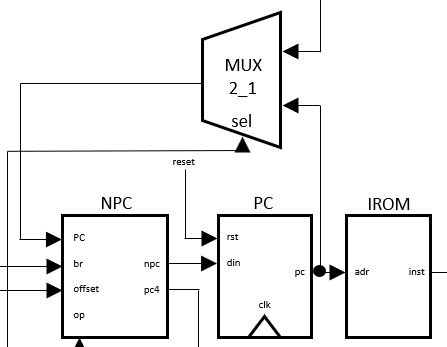 MUX
2_1
sel
reset
NPC
PC
IROM
PC
br
offset
op
npc
pc4
rst
din
pc
clk
adr
inst